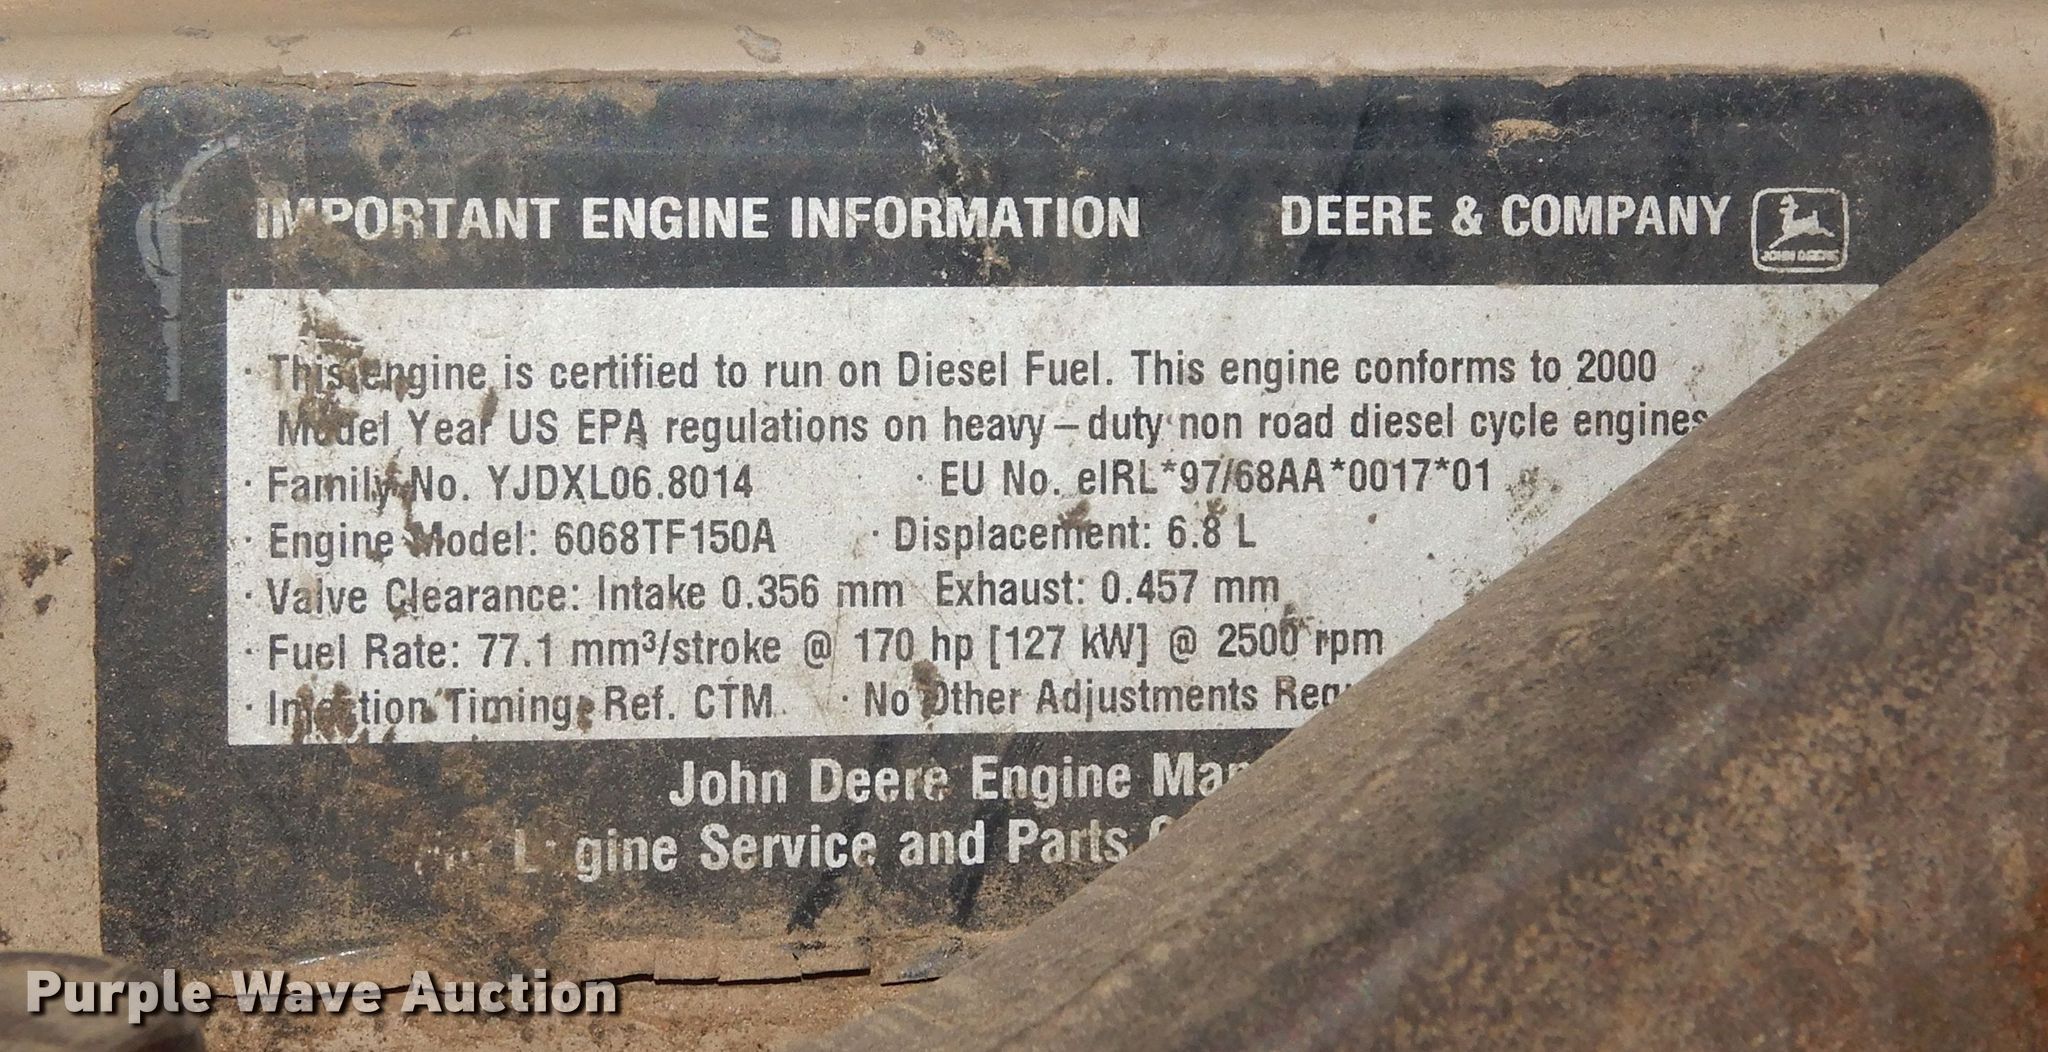 IMPORTANT ENGINE INFORMATION DEERE & COMPANY
JOHN DEERE
· This engine is certified to run on Diesel Fuel. This engine conforms to 2000
Model Year US EPA regulations on heavy–duty non road diesel cycle engines
· Family No. YJDXL06.8014 · EU No. eIRL*97/68AA*0017*01
· Engine Model: 6068TF150A · Displacement: 6.8 L
· Valve Clearance: Intake 0.356 mm Exhaust: 0.457 mm
· Fuel Rate: 77.1 mm³/stroke @ 170 hp [127 kW] @ 2500 rpm
· Injection Timing: Ref. CTM · No Other Adjustments
John Deere Engine
Engine Service and Parts
Purple Wave Auction